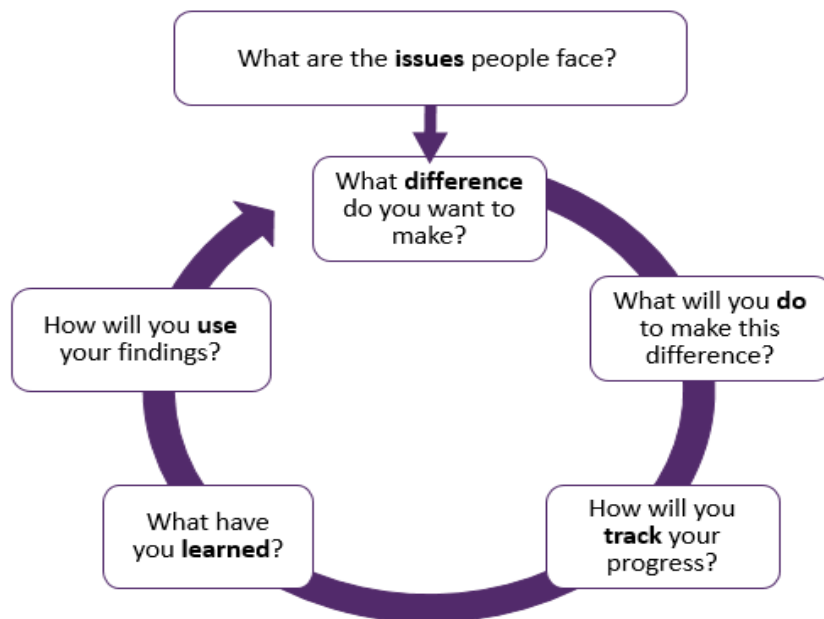 What are the issues people face?
What difference
do you want to
make?
What will you do
to make this
difference?
How will you
track your
progress?
What have
you learned?
How will you use
your findings?